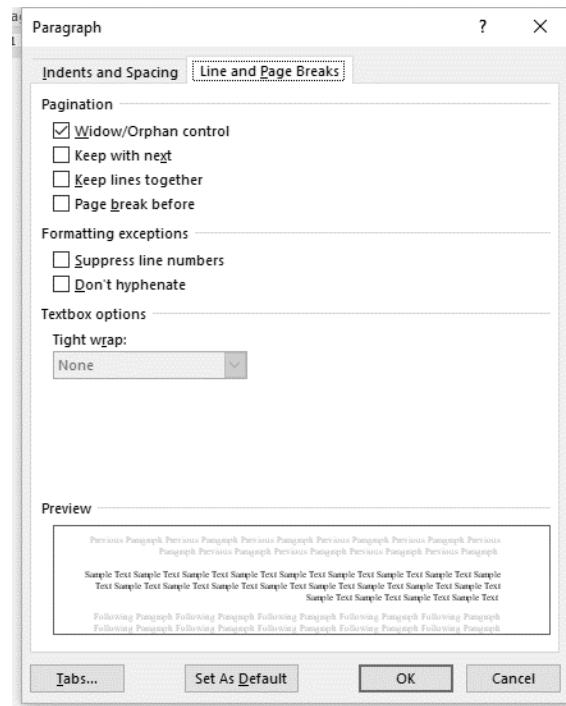 Paragraph ? ×
Indents and Spacing Line and Page Breaks
Pagination
Widow/Orphan control
Keep with next
Keep lines together
Page break before
Formatting exceptions
Suppress line numbers
Don't hyphenate
Textbox options
Tight wrap:
None
Preview
Previous Paragraph Previous Paragraph Previous Paragraph Previous Paragraph Previous Paragraph Previous
Paragraph Previous Paragraph Previous Paragraph Previous Paragraph Previous Paragraph
Sample Text Sample Text Sample Text Sample Text Sample Text Sample Text Sample Text Sample Text Sample
Text Sample Text Sample Text Sample Text Sample Text Sample Text Sample Text Sample Text Sample Text
Sample Text Sample Text Sample Text Sample Text
Following Paragraph Following Paragraph Following Paragraph Following Paragraph Following Paragraph
Following Paragraph Following Paragraph Following Paragraph Following Paragraph Following Paragraph
Tabs... Set As Default OK Cancel